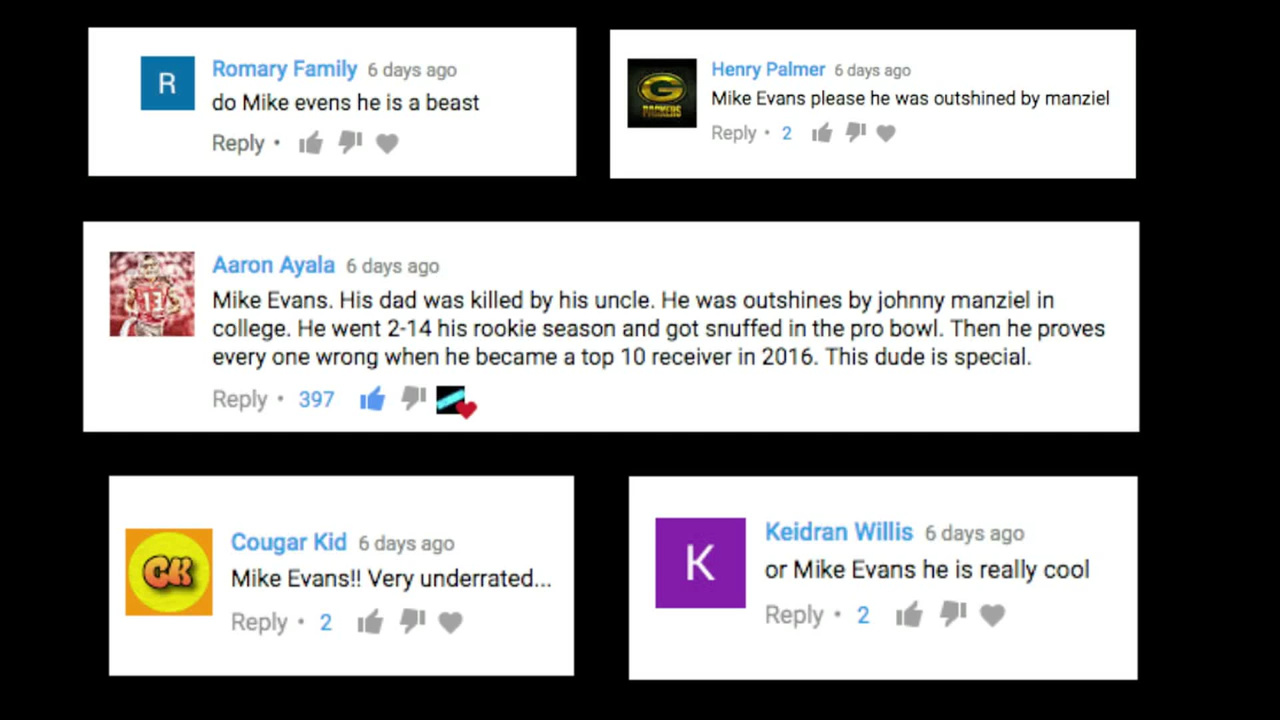 R
Romary Family 6 days ago
do Mike evens he is a beast
Reply •
G
PACKERS
Henry Palmer 6 days ago
Mike Evans please he was outshined by manziel
Reply • 2
13
Aaron Ayala 6 days ago
Mike Evans. His dad was killed by his uncle. He was outshines by johnny manziel in
college. He went 2-14 his rookie season and got snuffed in the pro bowl. Then he proves
every one wrong when he became a top 10 receiver in 2016. This dude is special.
Reply • 397
CK
Cougar Kid 6 days ago
Mike Evans!! Very underrated...
Reply • 2
K
Keidran Willis 6 days ago
or Mike Evans he is really cool
Reply • 2